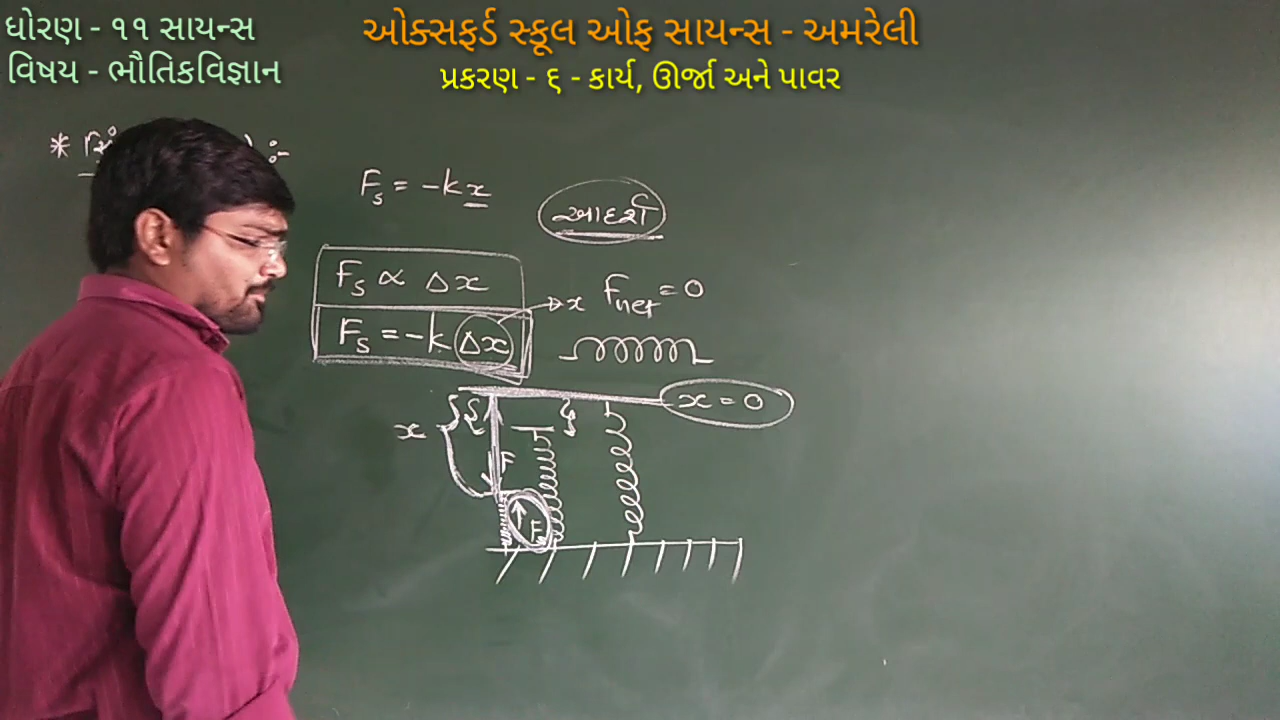 ધોરણ - ૧૧ સાયન્સ
વિષય - ભૌતિકવિજ્ઞાન
ઓક્સફર્ડ સ્કૂલ ઓફ સાયન્સ - અમરેલી
પ્રકરણ - ૬ - કાર્ય, ઊર્જા અને પાવર
* :-
Fs = -kx
આદર્શ
Fs ∝ Δx
Fs = -kΔx
x
Fnet = 0
x = 0
x
F
F